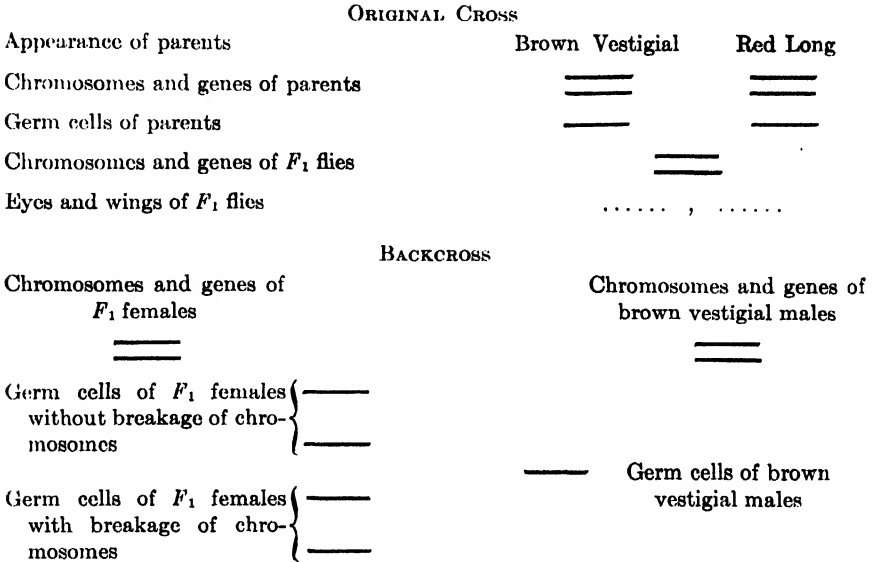 ORIGINAL CROSS
Appearance of parents Brown Vestigial Red Long
Chromosomes and genes of parents
Germ cells of parents
Chromosomes and genes of F1 flies
Eyes and wings of F1 flies ...... , ......
BACKCROSS
Chromosomes and genes of
F1 females
Chromosomes and genes of
brown vestigial males
Germ cells of F1 females
without breakage of chro-
mosomes
Germ cells of brown
vestigial males
Germ cells of F1 females
with breakage of chro-
mosomes